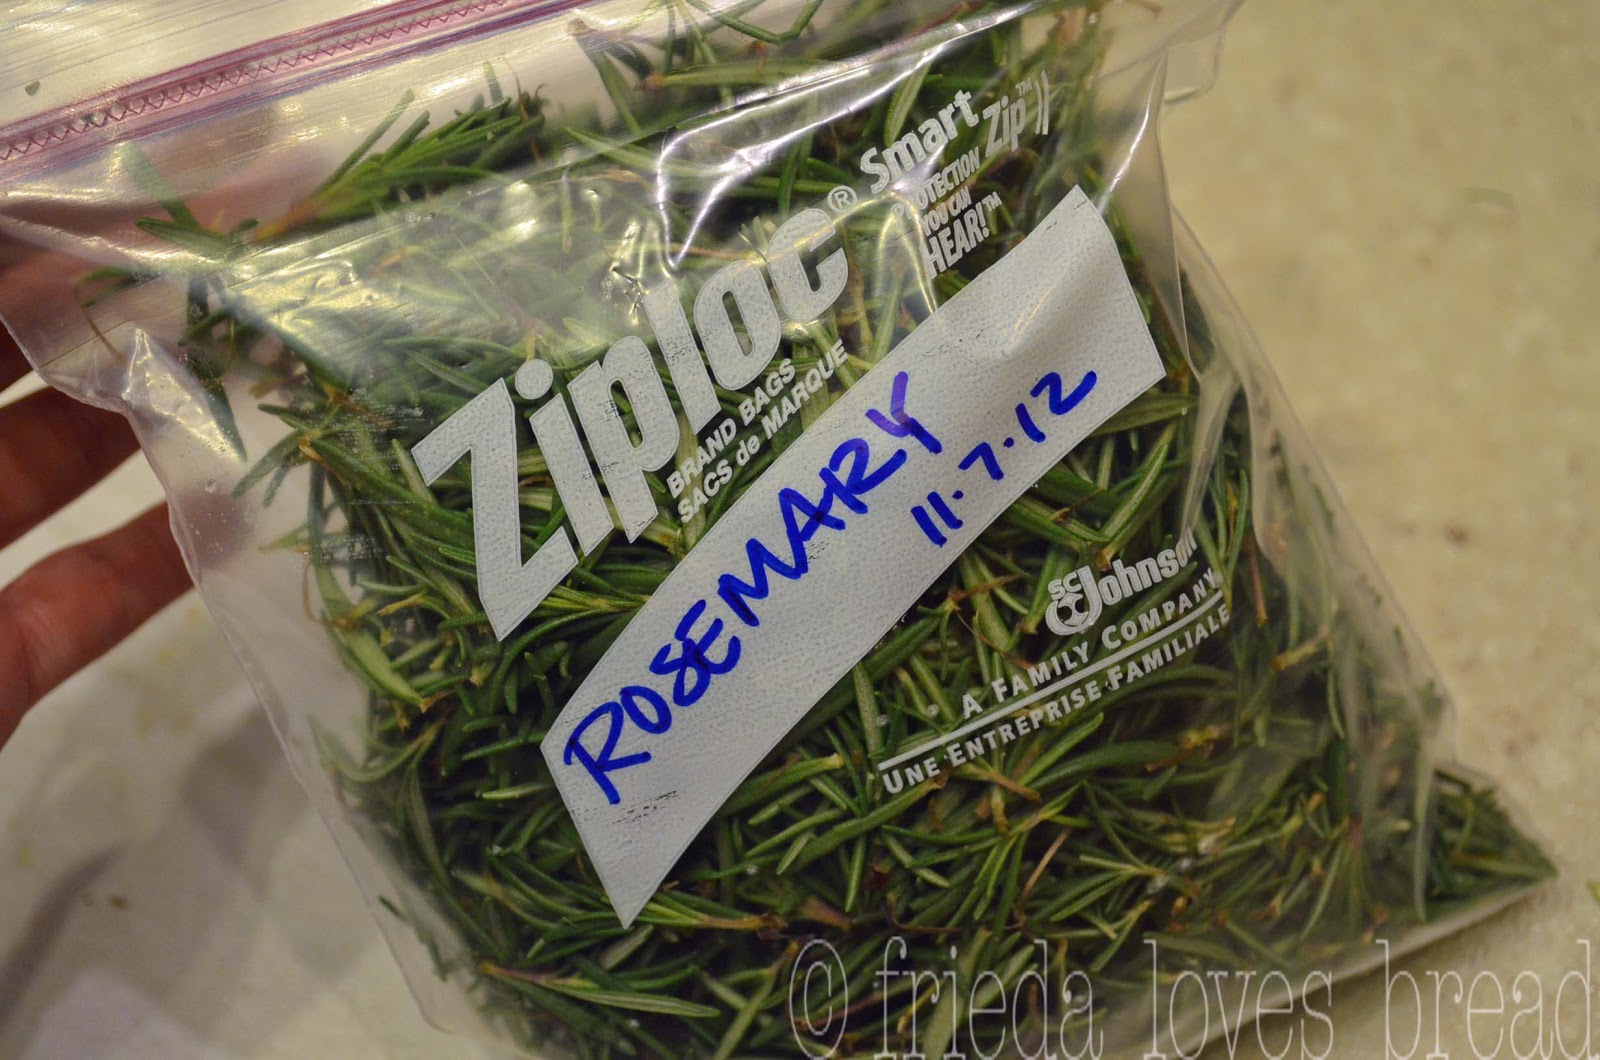 Ziploc® Smart Zip™
PROTECTION
YOU CAN
HEAR!™
BRAND BAGS
SACS de MARQUE
ROSEMARY
11.7.12
SC Johnson
A FAMILY COMPANY
UNE ENTREPRISE FAMILIALE
© frieda loves bread